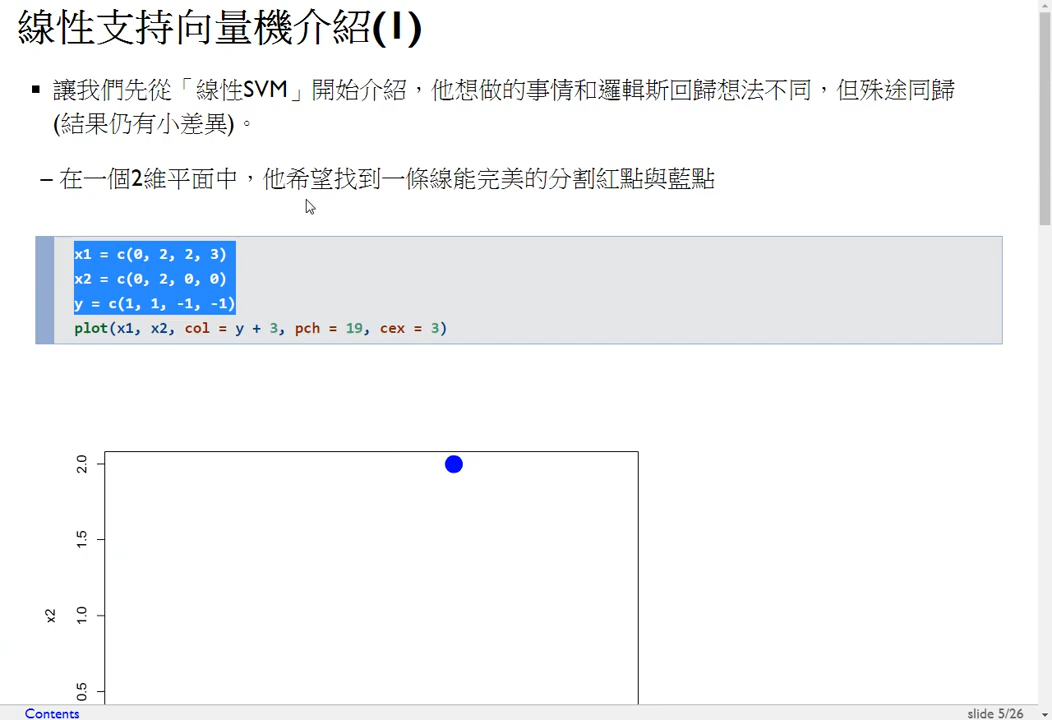 線性支持向量機介紹(1)
讓我們先從「線性SVM」開始介紹，他想做的事情和邏輯斯回歸想法不同，但殊途同歸
(結果仍有小差異)。
– 在一個2維平面中，他希望找到一條線能完美的分割紅點與藍點
x1 = c(0, 2, 2, 3)
x2 = c(0, 2, 0, 0)
y = c(1, 1, -1, -1)
plot(x1, x2, col = y + 3, pch = 19, cex = 3)
2.0
1.5
1.0
x2
0.5
Contents
slide 5/26